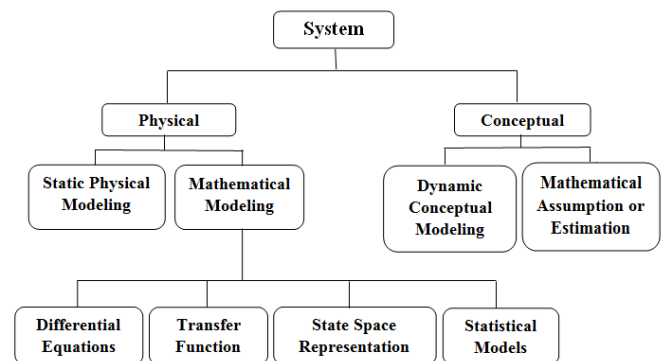 System
Physical
Conceptual
Static Physical
Modeling
Mathematical
Modeling
Dynamic
Conceptual
Modeling
Mathematical
Assumption or
Estimation
Differential
Equations
Transfer
Function
State Space
Representation
Statistical
Models